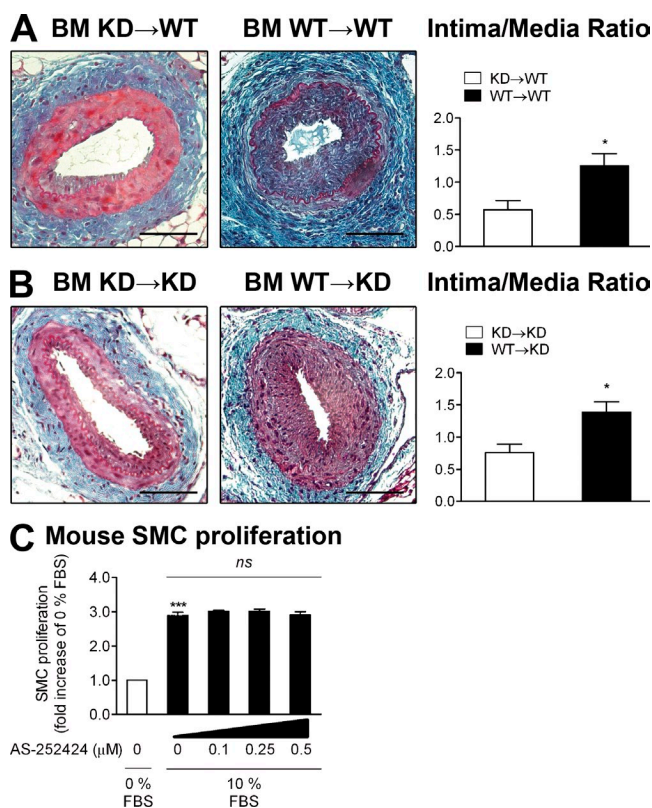 A BM KD→WT BM WT→WT Intima/Media Ratio
KD→WT
WT→WT
2.0
1.5
1.0
0.5
0.0
*
B BM KD→KD BM WT→KD Intima/Media Ratio
KD→KD
WT→KD
2.0
1.5
1.0
0.5
0.0
*
C Mouse SMC proliferation
SMC proliferation
(fold increase of 0 % FBS)
4.0
3.0
2.0
1.0
0.0
ns
***
AS-252424 (μM) 0 0 0.1 0.25 0.5
0 % 10 %
FBS FBS